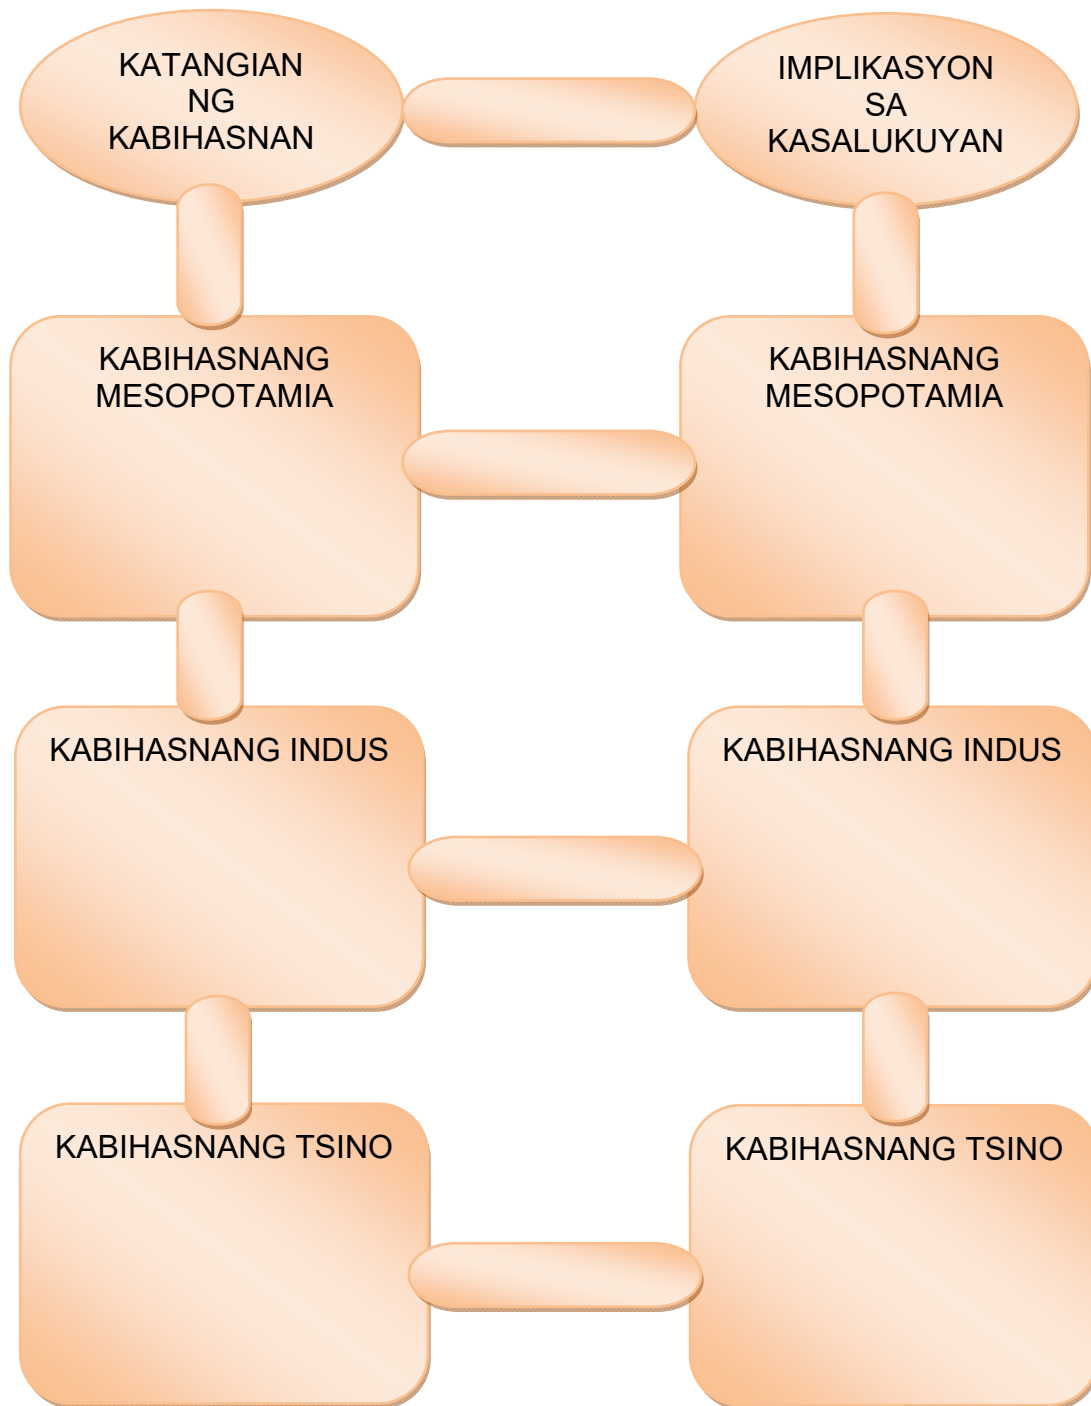 KATANGIAN
NG
KABIHASNAN
IMPLIKASYON
SA
KASALUKUYAN
KABIHASNANG
MESOPOTAMIA
KABIHASNANG
MESOPOTAMIA
KABIHASNANG INDUS
KABIHASNANG INDUS
KABIHASNANG TSINO
KABIHASNANG TSINO